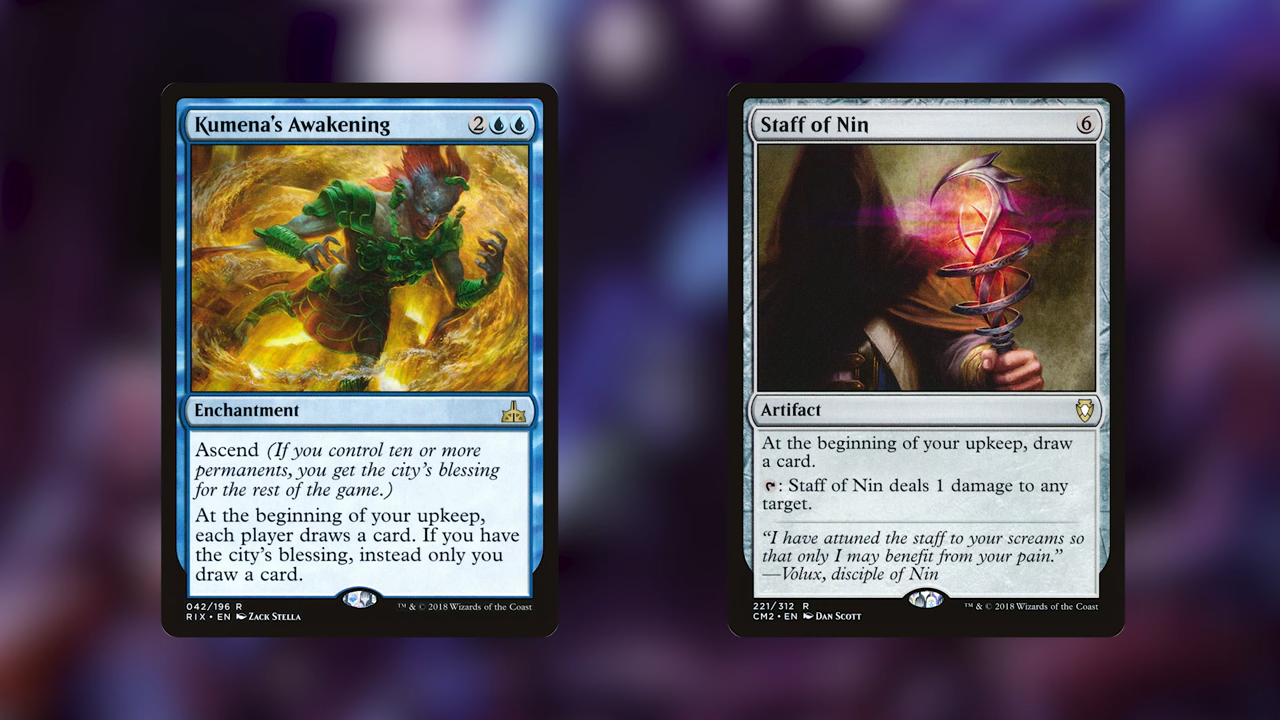 Kumena's Awakening 2
Enchantment
Ascend (If you control ten or more
permanents, you get the city's blessing
for the rest of the game.)
At the beginning of your upkeep,
each player draws a card. If you have
the city's blessing, instead only you
draw a card.
042/196 R
RIX • EN ZACK STELLA
™ & © 2018 Wizards of the Coast
Staff of Nin 6
Artifact
At the beginning of your upkeep, draw
a card.
: Staff of Nin deals 1 damage to any
target.
“I have attuned the staff to your screams so
that only I may benefit from your pain.”
—Volux, disciple of Nin
221/312 R
CM2 • EN DAN SCOTT
™ & © 2018 Wizards of the Coast